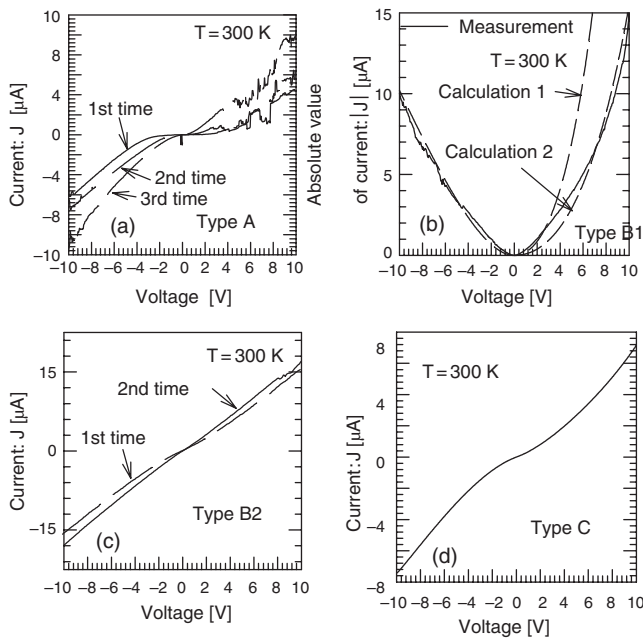 10
8
4
0
−4
−8
−10
Current: J [μA]
T = 300 K
1st time
2nd time
3rd time
(a)
Type A
−10 −8 −6 −4 −2 0 2 4 6 8 10
Voltage [V]
Absolute value
of current: |J| [μA]
15
10
5
0
Measurement
T = 300 K
Calculation 1
Calculation 2
(b)
Type B1
−10 −8 −6 −4 −2 0 2 4 6 8 10
Voltage [V]
15
0
−15
Current: J [μA]
T = 300 K
2nd time
1st time
Type B2
(c)
−10 −8 −6 −4 −2 0 2 4 6 8 10
Voltage [V]
8
4
0
−4
−8
Current: J [μA]
T = 300 K
Type C
(d)
−10 −8 −6 −4 −2 0 2 4 6 8 10
Voltage [V]